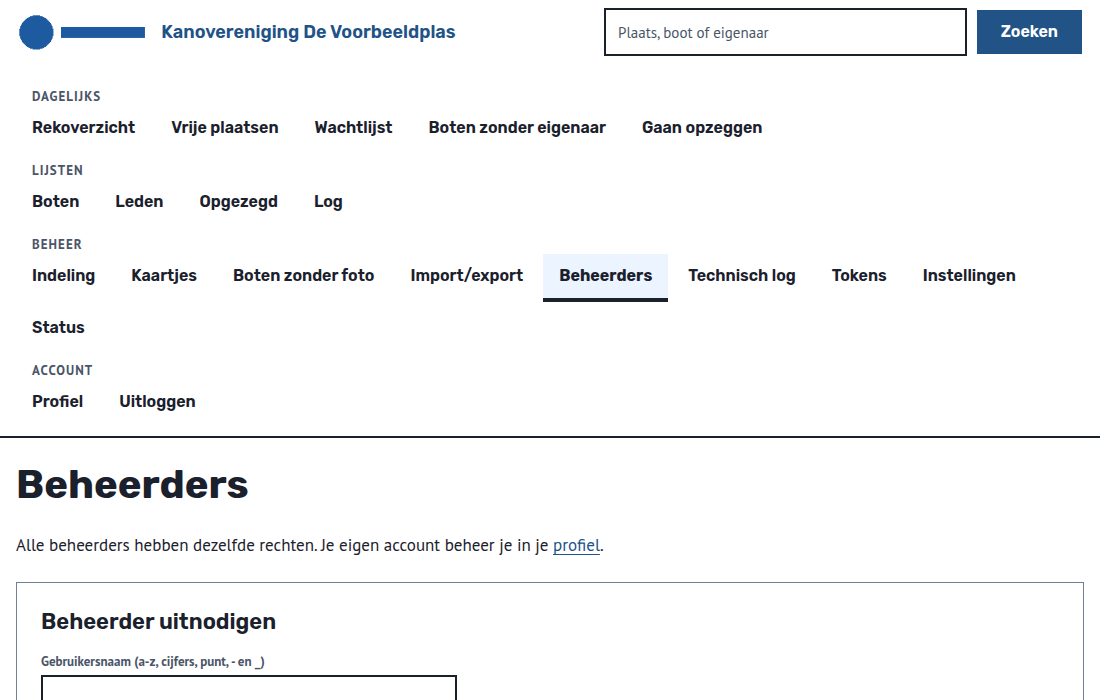 Kanovereniging De Voorbeeldplas
Plaats, boot of eigenaar
Zoeken
DAGELIJKS
Rekoverzicht Vrije plaatsen Wachtlijst Boten zonder eigenaar Gaan opzeggen
LIJSTEN
Boten Leden Opgezegd Log
BEHEER
Indeling Kaartjes Boten zonder foto Import/export Beheerders Technisch log Tokens Instellingen
Status
ACCOUNT
Profiel Uitloggen
Beheerders
Alle beheerders hebben dezelfde rechten. Je eigen account beheer je in je profiel.
Beheerder uitnodigen
Gebruikersnaam (a-z, cijfers, punt, - en _)